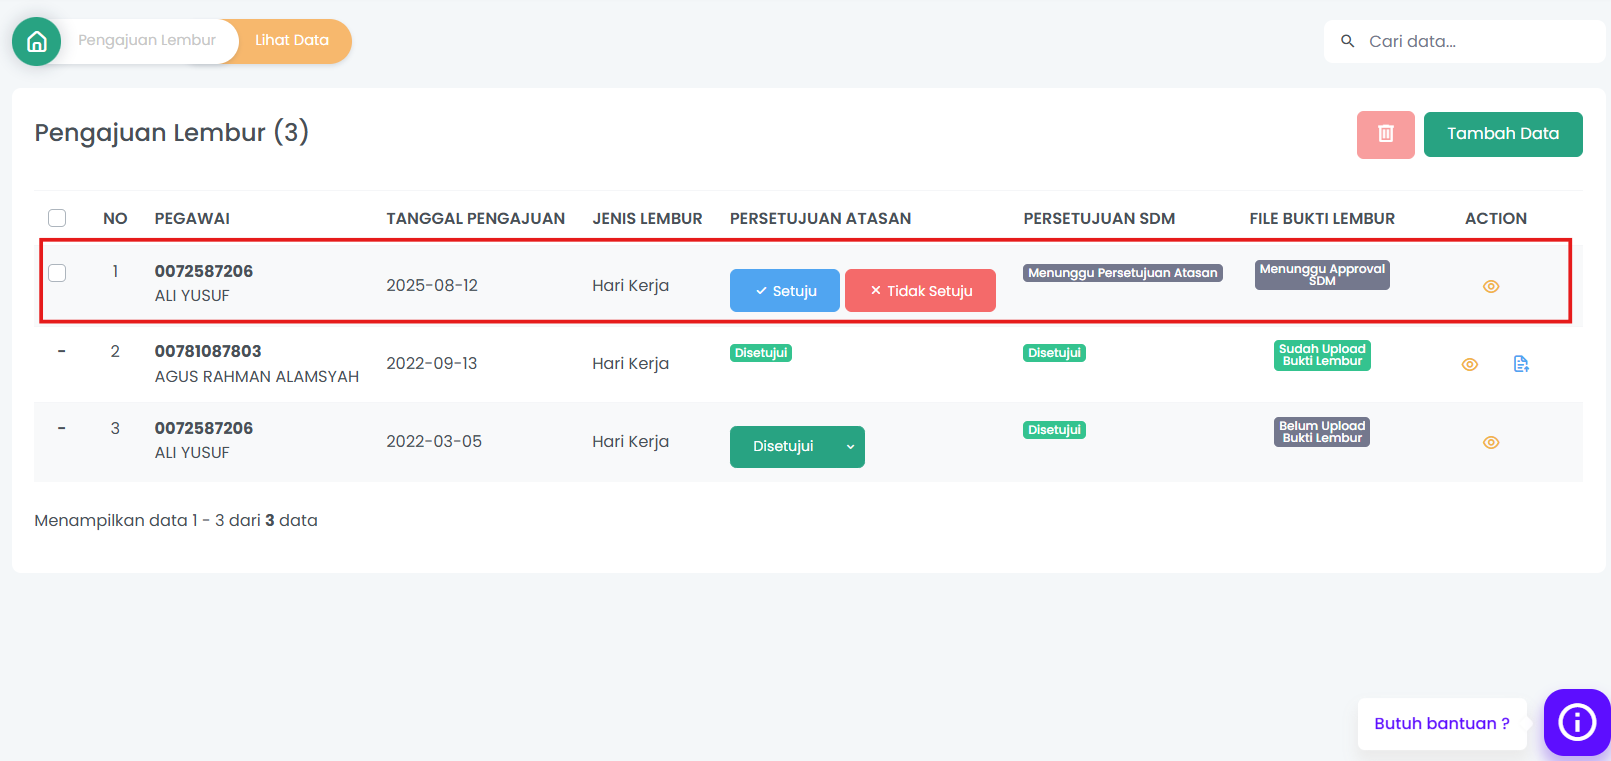 Pengajuan Lembur
Lihat Data
Cari data...
Pengajuan Lembur (3)
Tambah Data
NO PEGAWAI TANGGAL PENGAJUAN JENIS LEMBUR PERSETUJUAN ATASAN PERSETUJUAN SDM FILE BUKTI LEMBUR ACTION
1 0072587206
ALI YUSUF
2025-08-12 Hari Kerja
Setuju
Tidak Setuju
Menunggu Persetujuan Atasan
Menunggu Approval
SDM
- 2 00781087803
AGUS RAHMAN ALAMSYAH
2022-09-13 Hari Kerja
Disetujui
Disetujui
Sudah Upload
Bukti Lembur
- 3 0072587206
ALI YUSUF
2022-03-05 Hari Kerja
Disetujui
Disetujui
Belum Upload
Bukti Lembur
Menampilkan data 1 - 3 dari 3 data
Butuh bantuan ?